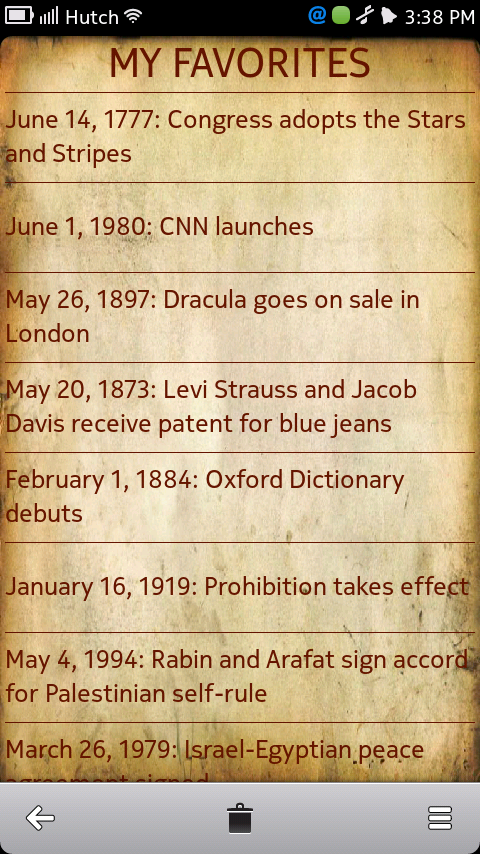 Hutch 3:38 PM
MY FAVORITES
June 14, 1777: Congress adopts the Stars
and Stripes
June 1, 1980: CNN launches
May 26, 1897: Dracula goes on sale in
London
May 20, 1873: Levi Strauss and Jacob
Davis receive patent for blue jeans
February 1, 1884: Oxford Dictionary
debuts
January 16, 1919: Prohibition takes effect
May 4, 1994: Rabin and Arafat sign accord
for Palestinian self-rule
March 26, 1979: Israel-Egyptian peace
agreement signed